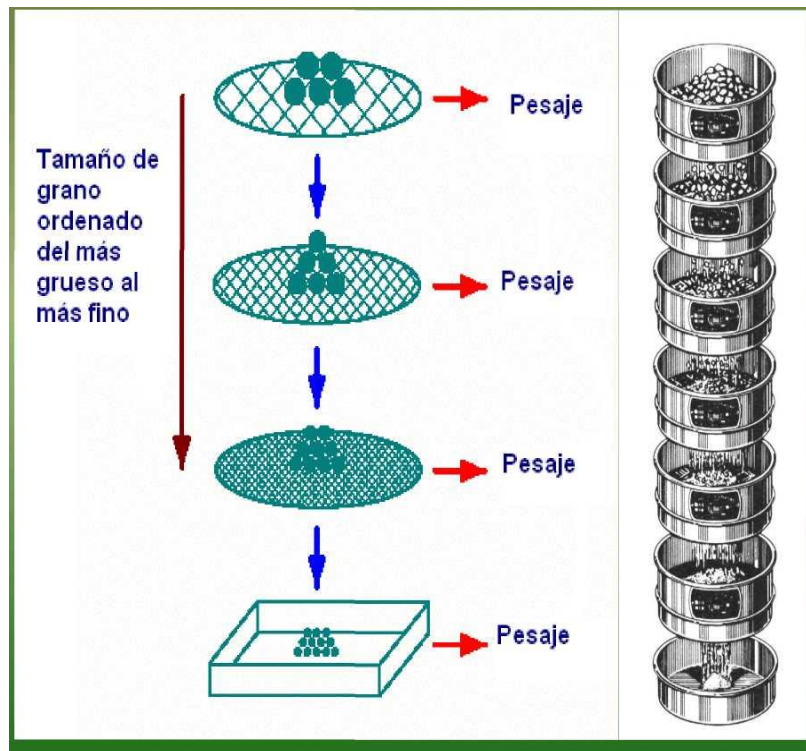 Pesaje
Tamaño de
grano
ordenado
del más
grueso al
más fino
Pesaje
Pesaje
Pesaje